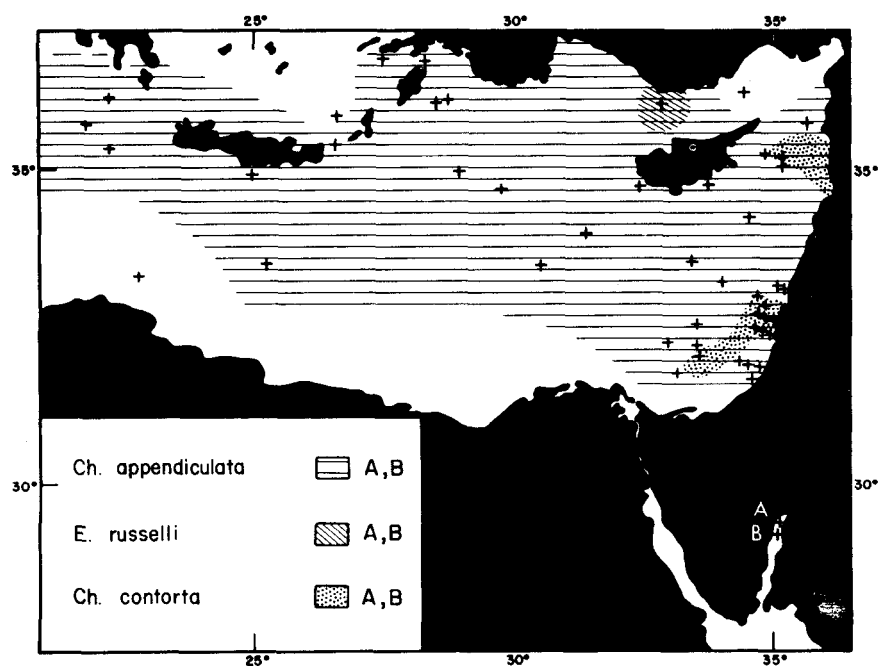 25° 30° 35°
35° 35°
Ch. appendiculata A,B
30° 30°
A
E. russelli A,B
B
Ch. contorta A,B
25° 30° 35°